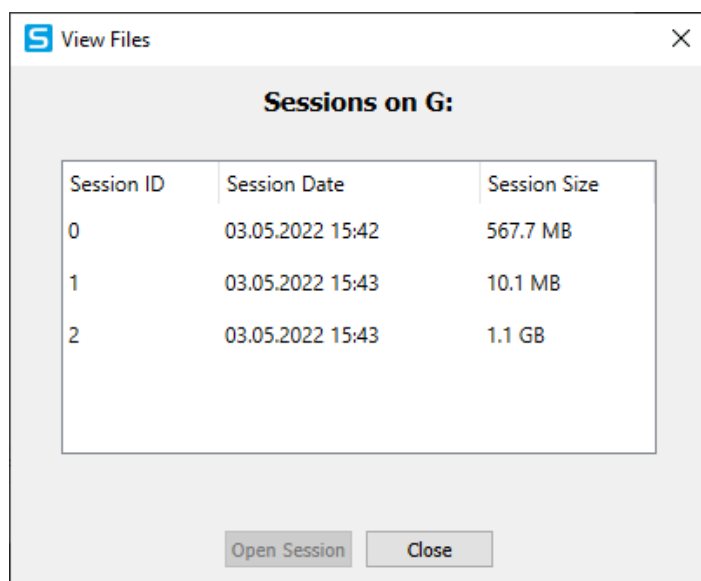 S View Files
Sessions on G:
Session ID Session Date Session Size
0 03.05.2022 15:42 567.7 MB
1 03.05.2022 15:43 10.1 MB
2 03.05.2022 15:43 1.1 GB
Open Session Close